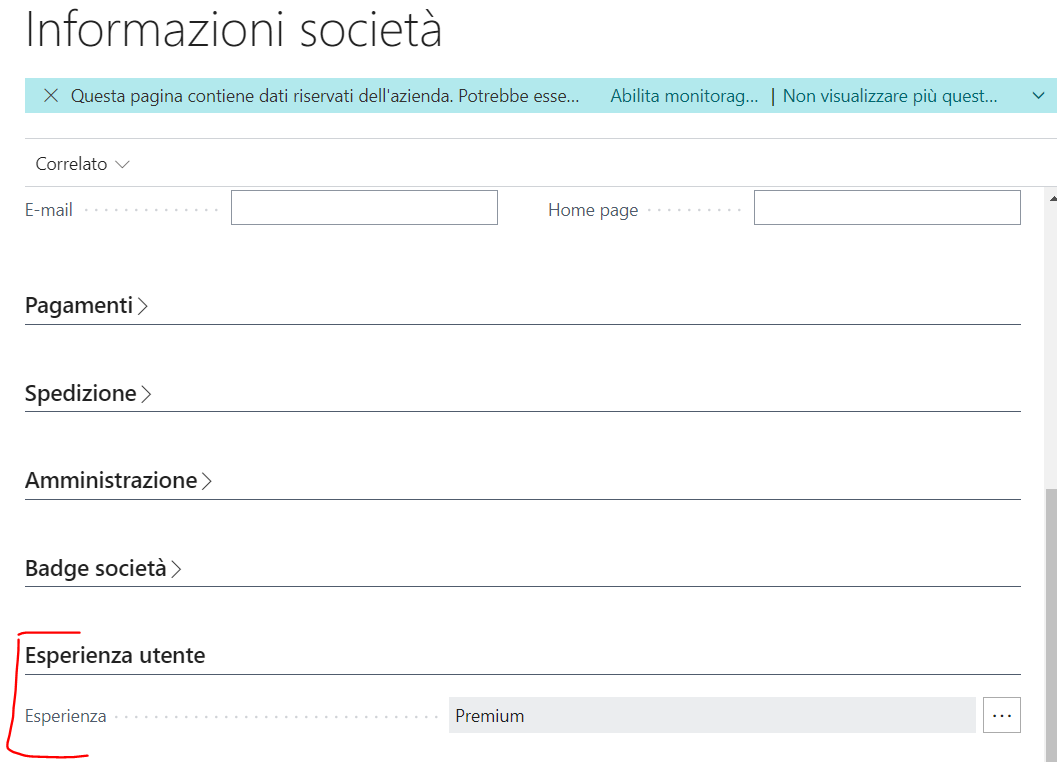 Informazioni società
Questa pagina contiene dati riservati dell'azienda. Potrebbe esse... Abilita monitorag... | Non visualizzare più quest...
Correlato
E-mail Home page
Pagamenti
Spedizione
Amministrazione
Badge società
Esperienza utente
Esperienza Premium ...